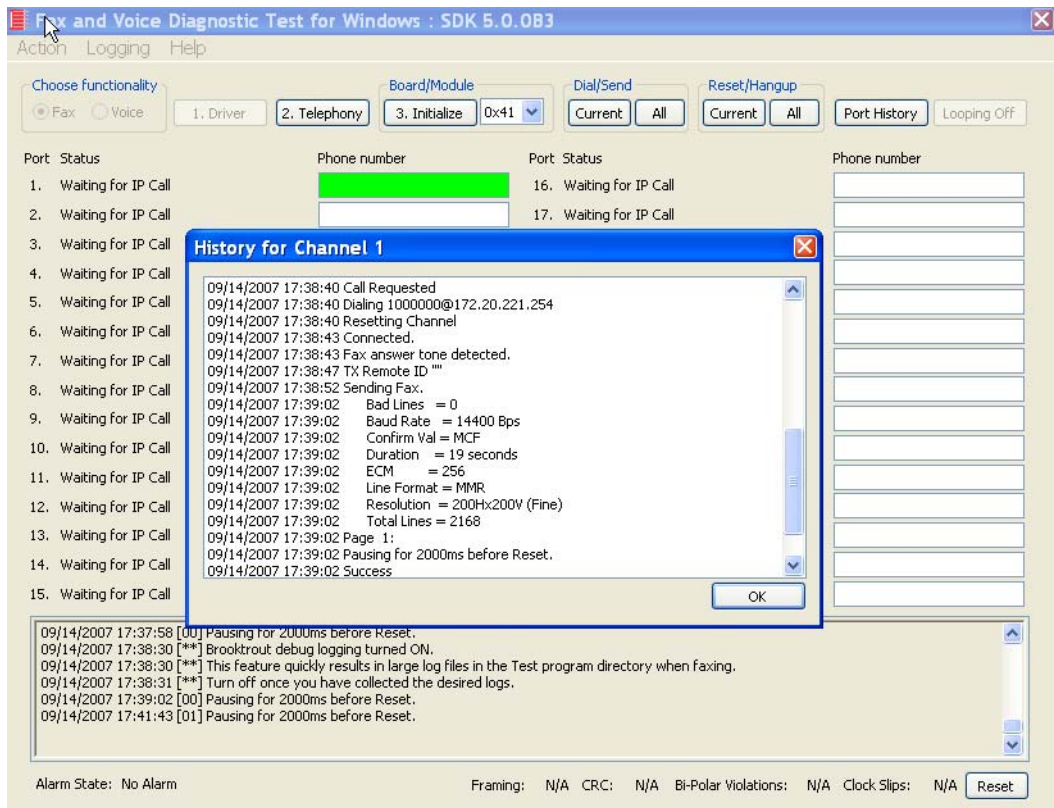 Fax and Voice Diagnostic Test for Windows : SDK 5.0.0B3
Action Logging Help
Choose functionality Board/Module Dial/Send Reset/Hangup
Fax Voice 1. Driver 2. Telephony 3. Initialize 0x41 Current All Current All Port History Looping Off
Port Status Phone number Port Status Phone number
1. Waiting for IP Call 16. Waiting for IP Call
2. Waiting for IP Call 17. Waiting for IP Call
3. Waiting for IP Call
4. Waiting for IP Call
5. Waiting for IP Call
6. Waiting for IP Call
7. Waiting for IP Call
8. Waiting for IP Call
9. Waiting for IP Call
10. Waiting for IP Call
11. Waiting for IP Call
12. Waiting for IP Call
13. Waiting for IP Call
14. Waiting for IP Call
15. Waiting for IP Call
History for Channel 1
09/14/2007 17:38:40 Call Requested
09/14/2007 17:38:40 Dialing 1000000@172.20.221.254
09/14/2007 17:38:40 Resetting Channel
09/14/2007 17:38:43 Connected.
09/14/2007 17:38:43 Fax answer tone detected.
09/14/2007 17:38:47 TX Remote ID ""
09/14/2007 17:38:52 Sending Fax.
09/14/2007 17:39:02 Bad Lines = 0
09/14/2007 17:39:02 Baud Rate = 14400 Bps
09/14/2007 17:39:02 Confirm Val = MCF
09/14/2007 17:39:02 Duration = 19 seconds
09/14/2007 17:39:02 ECM = 256
09/14/2007 17:39:02 Line Format = MMR
09/14/2007 17:39:02 Resolution = 200Hx200V (Fine)
09/14/2007 17:39:02 Total Lines = 2168
09/14/2007 17:39:02 Page 1:
09/14/2007 17:39:02 Pausing for 2000ms before Reset.
09/14/2007 17:39:02 Success
OK
09/14/2007 17:37:58 [00] Pausing for 2000ms before Reset.
09/14/2007 17:38:30 [**] Brooktrout debug logging turned ON.
09/14/2007 17:38:30 [**] This feature quickly results in large log files in the Test program directory when faxing.
09/14/2007 17:38:31 [**] Turn off once you have collected the desired logs.
09/14/2007 17:39:02 [00] Pausing for 2000ms before Reset.
09/14/2007 17:41:43 [01] Pausing for 2000ms before Reset.
Alarm State: No Alarm Framing: N/A CRC: N/A Bi-Polar Violations: N/A Clock Slips: N/A Reset